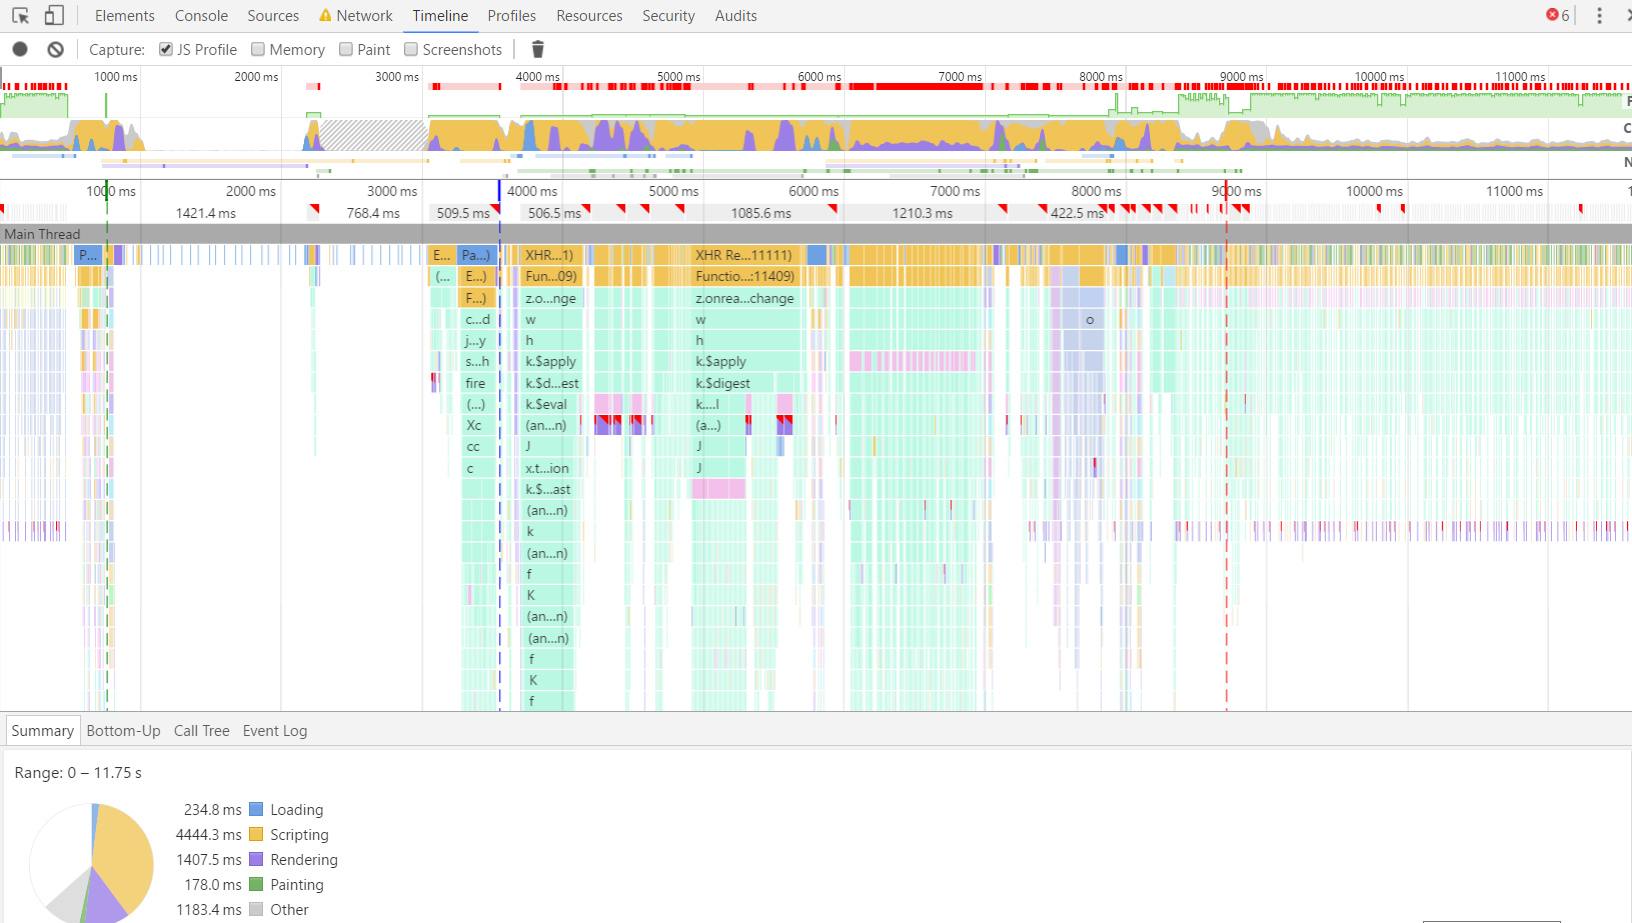 Elements Console Sources Network Timeline Profiles Resources Security Audits 6
Capture: JS Profile Memory Paint Screenshots
1000 ms 2000 ms 3000 ms 4000 ms 5000 ms 6000 ms 7000 ms 8000 ms 9000 ms 10000 ms 11000 ms
F
C
N
1000 ms 2000 ms 3000 ms 4000 ms 5000 ms 6000 ms 7000 ms 8000 ms 9000 ms 10000 ms 11000 ms 1
1421.4 ms 768.4 ms 509.5 ms 506.5 ms 1085.6 ms 1210.3 ms 422.5 ms
Main Thread
P... E... Pa...) XHR...1) XHR Re...11111)
(... E...) Fun...09) Functio...:11409)
F...) z.o...nge z.onrea...change
c...d w w o
j...y h h
s...h k.$apply k.$apply
fire k.$d...est k.$digest
(...) k.$eval k....l
Xc (an...n) (a...)
cc J J
c x.t...ion J
k.$...ast
(an...n)
k
(an...n)
f
K
(an...n)
(an...n)
f
K
f
Summary Bottom-Up Call Tree Event Log
Range: 0 – 11.75 s
234.8 ms Loading
4444.3 ms Scripting
1407.5 ms Rendering
178.0 ms Painting
1183.4 ms Other